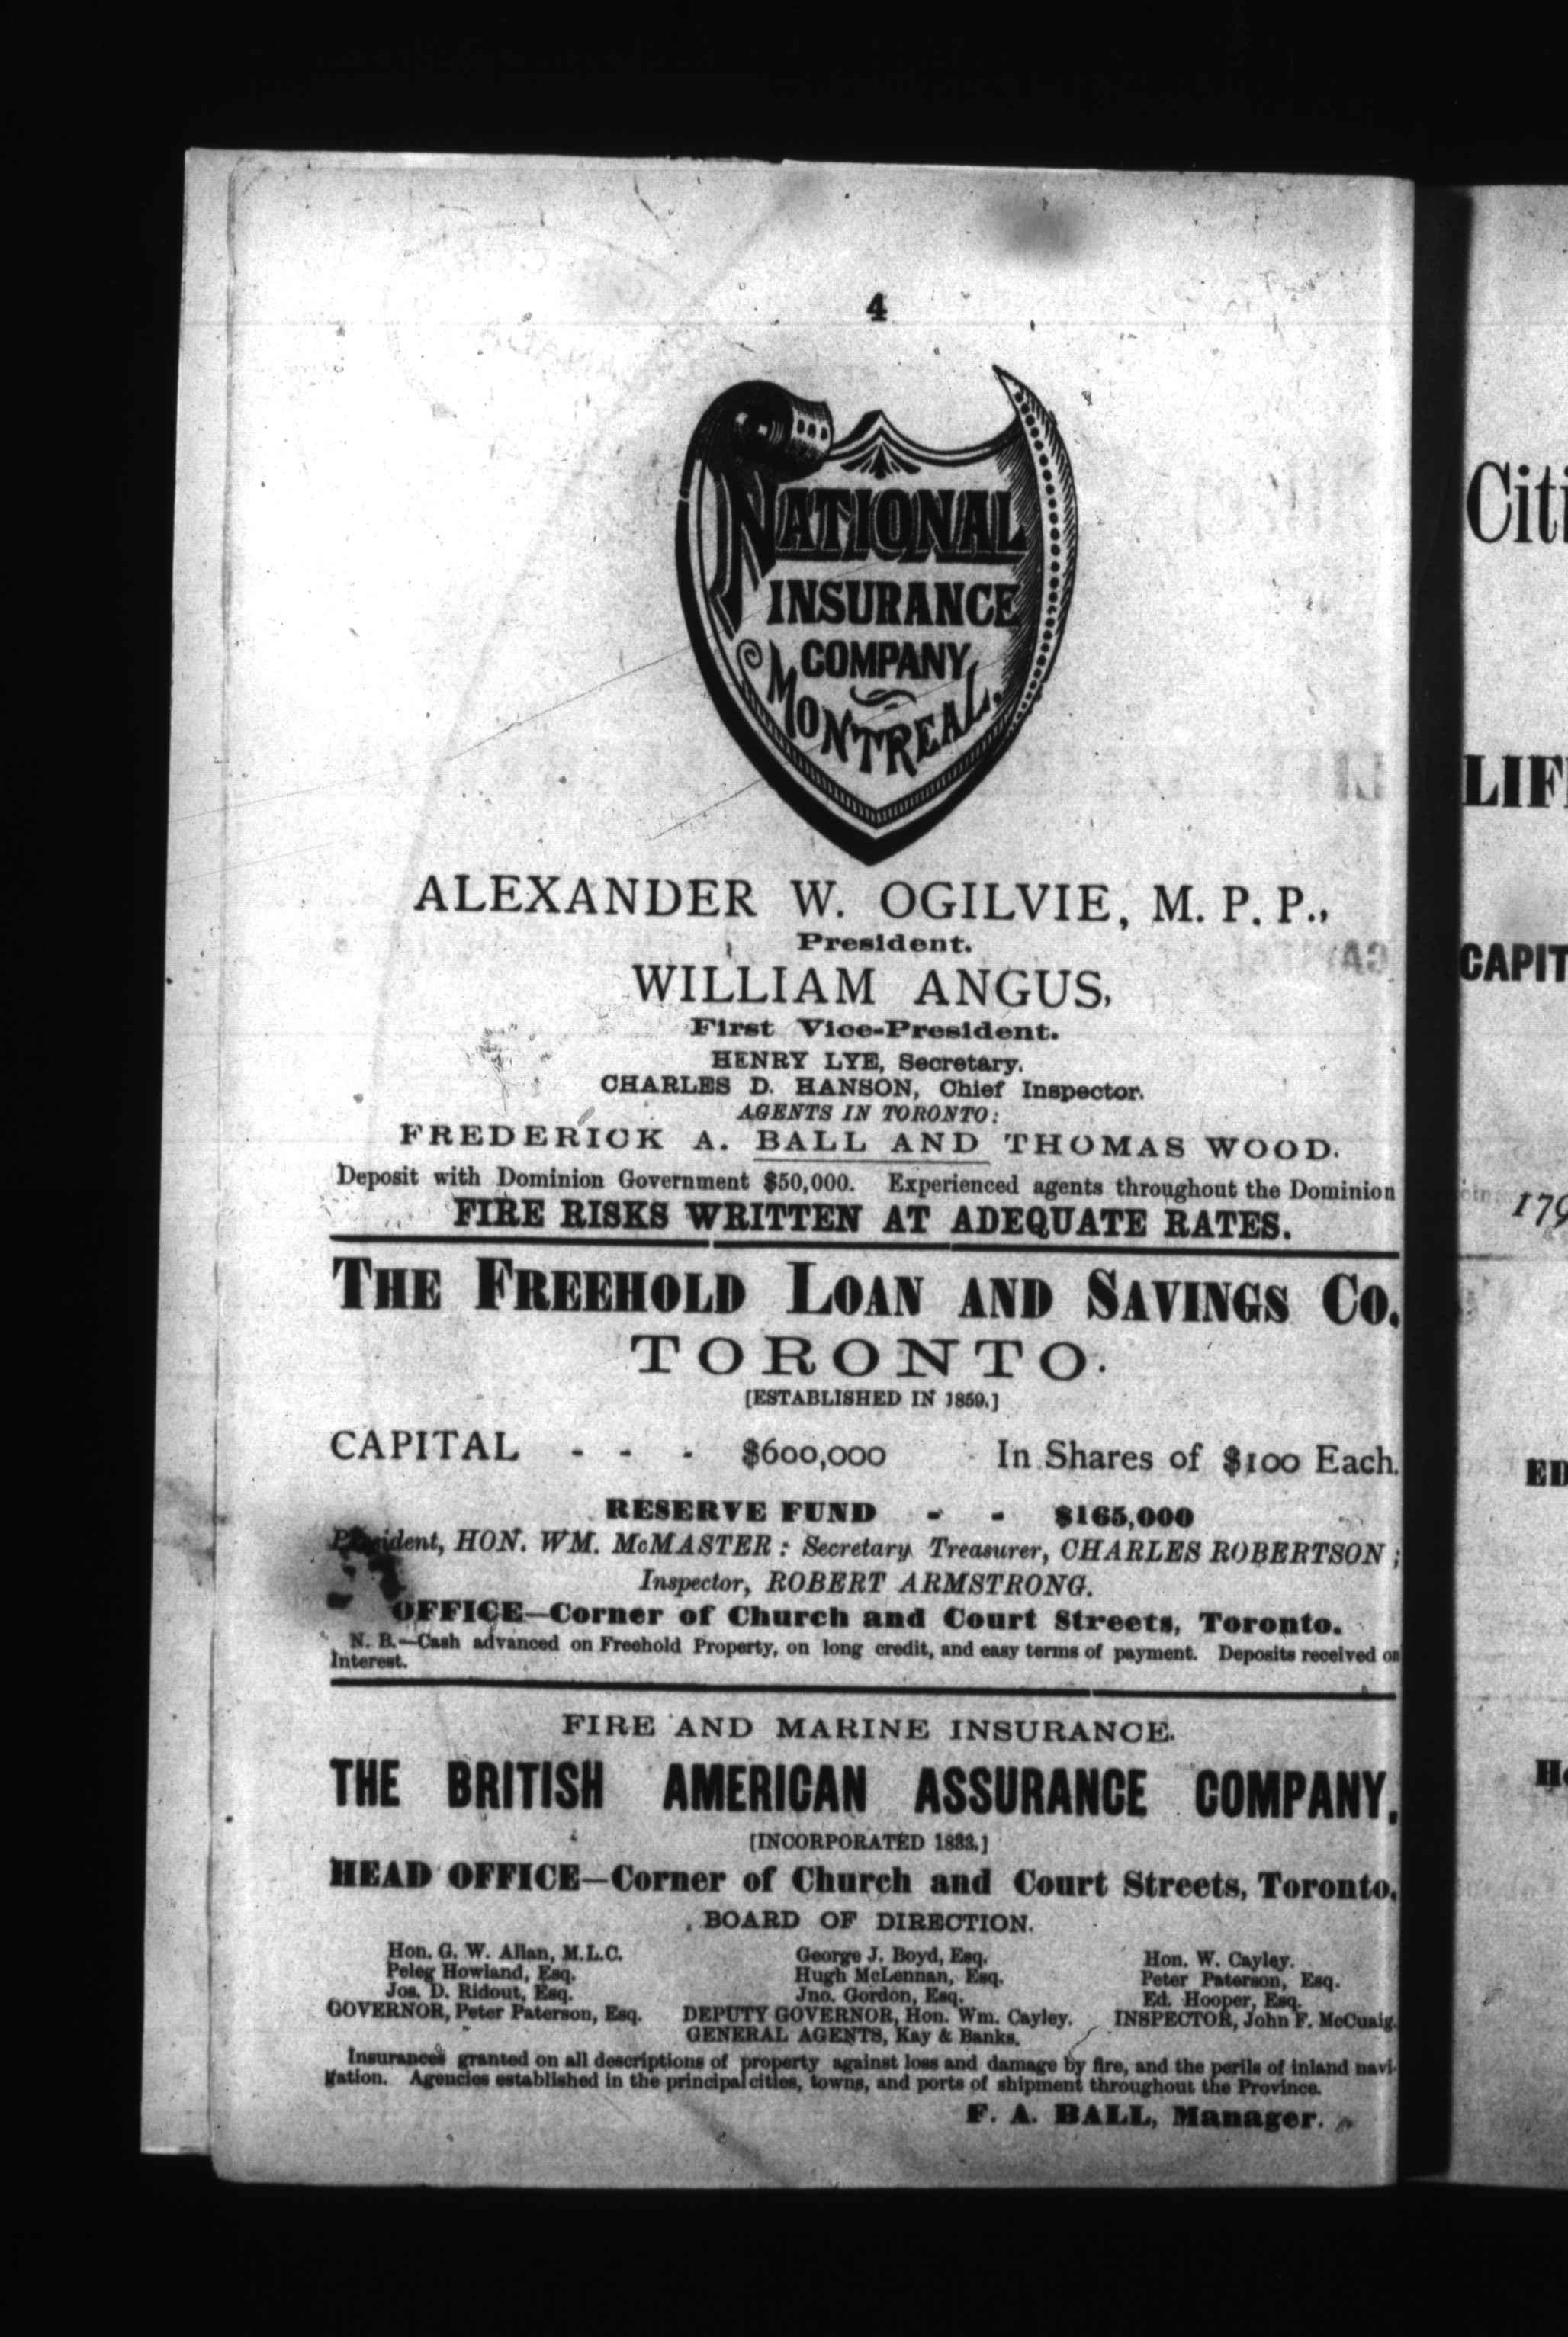 4
NATIONAL
INSURANCE
COMPANY
MONTREAL.
ALEXANDER W. OGILVIE, M. P. P.,
President.
WILLIAM ANGUS,
First Vice-President.
HENRY LYE, Secretary.
CHARLES D. HANSON, Chief Inspector.
AGENTS IN TORONTO:
FREDERICK A. BALL AND THOMAS WOOD.
Deposit with Dominion Government $50,000. Experienced agents throughout the Dominion
FIRE RISKS WRITTEN AT ADEQUATE RATES.
THE FREEHOLD LOAN AND SAVINGS CO.
TORONTO.
[ESTABLISHED IN 1859.]
CAPITAL - - - $600,000 In Shares of $100 Each.
RESERVE FUND - - $165,000
President, HON. WM. McMASTER: Secretary Treasurer, CHARLES ROBERTSON;
Inspector, ROBERT ARMSTRONG.
OFFICE—Corner of Church and Court Streets, Toronto.
N. B.—Cash advanced on Freehold Property, on long credit, and easy terms of payment. Deposits received on
Interest.
FIRE AND MARINE INSURANCE.
THE BRITISH AMERICAN ASSURANCE COMPANY.
[INCORPORATED 1833.]
HEAD OFFICE—Corner of Church and Court Streets, Toronto.
BOARD OF DIRECTION.
Hon. G. W. Allan, M.L.C. George J. Boyd, Esq. Hon. W. Cayley.
Peleg Howland, Esq. Hugh McLennan, Esq. Peter Paterson, Esq.
Jos. D. Ridout, Esq. Jno. Gordon, Esq. Ed. Hooper, Esq.
GOVERNOR, Peter Paterson, Esq. DEPUTY GOVERNOR, Hon. Wm. Cayley. INSPECTOR, John F. McCuaig.
GENERAL AGENTS, Kay & Banks.
Insurances granted on all descriptions of property against loss and damage by fire, and the perils of inland navi-
gation. Agencies established in the principal cities, towns, and ports of shipment throughout the Province.
F. A. BALL, Manager.
Citi
LIF
CAPIT
179
ED